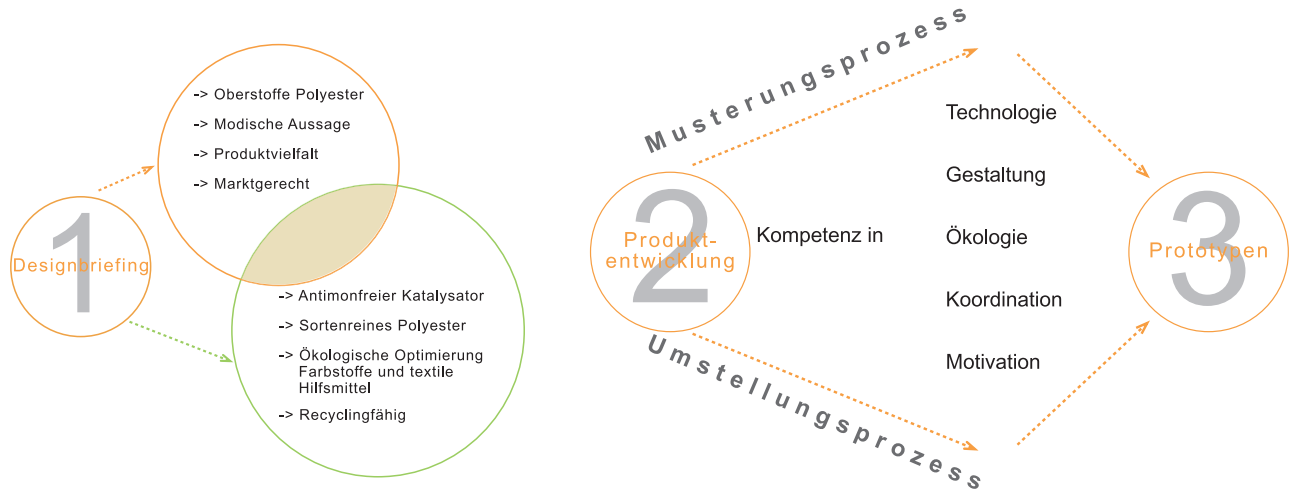 1
Designbriefing
-> Oberstoffe Polyester
-> Modische Aussage
-> Produktvielfalt
-> Marktgerecht
-> Antimonfreier Katalysator
-> Sortenreines Polyester
-> Ökologische Optimierung
Farbstoffe und textile
Hilfsmittel
-> Recyclingfähig
2
Produkt-
entwicklung
Musterungsprozess
Umstellungsprozess
Kompetenz in
Technologie
Gestaltung
Ökologie
Koordination
Motivation
3
Prototypen